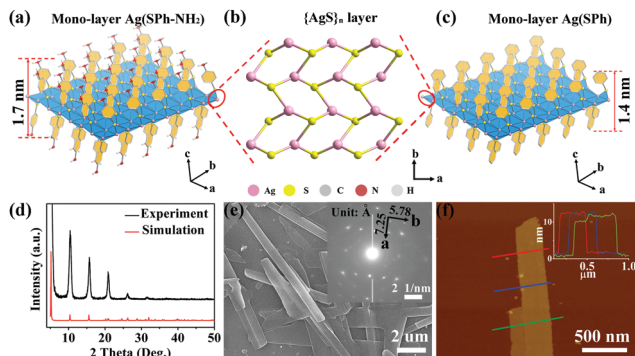 (a) Mono-layer Ag(SPh-NH₂)
1.7 nm
c
b
a
(b) {AgS}ₙ layer
b
a
Ag S C N H
(c) Mono-layer Ag(SPh)
1.4 nm
c
b
a
(d)
Experiment
Simulation
Intensity (a.u.)
10 20 30 40 50
2 Theta (Deg.)
(e) Unit: Å
5.78
b
7.25
a
2 1/nm
2 um
(f)
nm
10
0
0.5 1.0
μm
500 nm